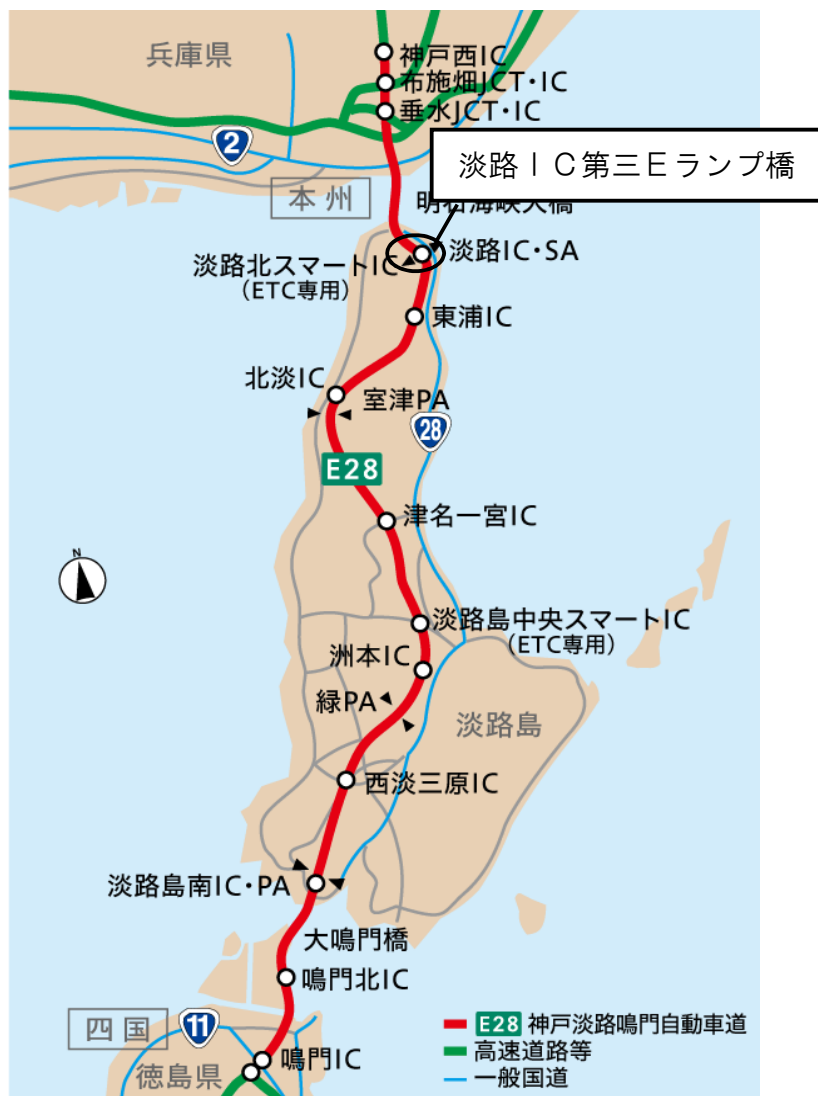 兵庫県
神戸西IC
布施畑JCT・IC
垂水JCT・IC
2
淡路IC第三Eランプ橋
本州
明石海峡大橋
淡路IC・SA
淡路北スマートIC
（ETC専用）
東浦IC
北淡IC
室津PA
28
E28
津名一宮IC
N
淡路島中央スマートIC
（ETC専用）
洲本IC
緑PA
淡路島
西淡三原IC
淡路島南IC・PA
大鳴門橋
鳴門北IC
四国
11
鳴門IC
徳島県
E28 神戸淡路鳴門自動車道
高速道路等
一般国道